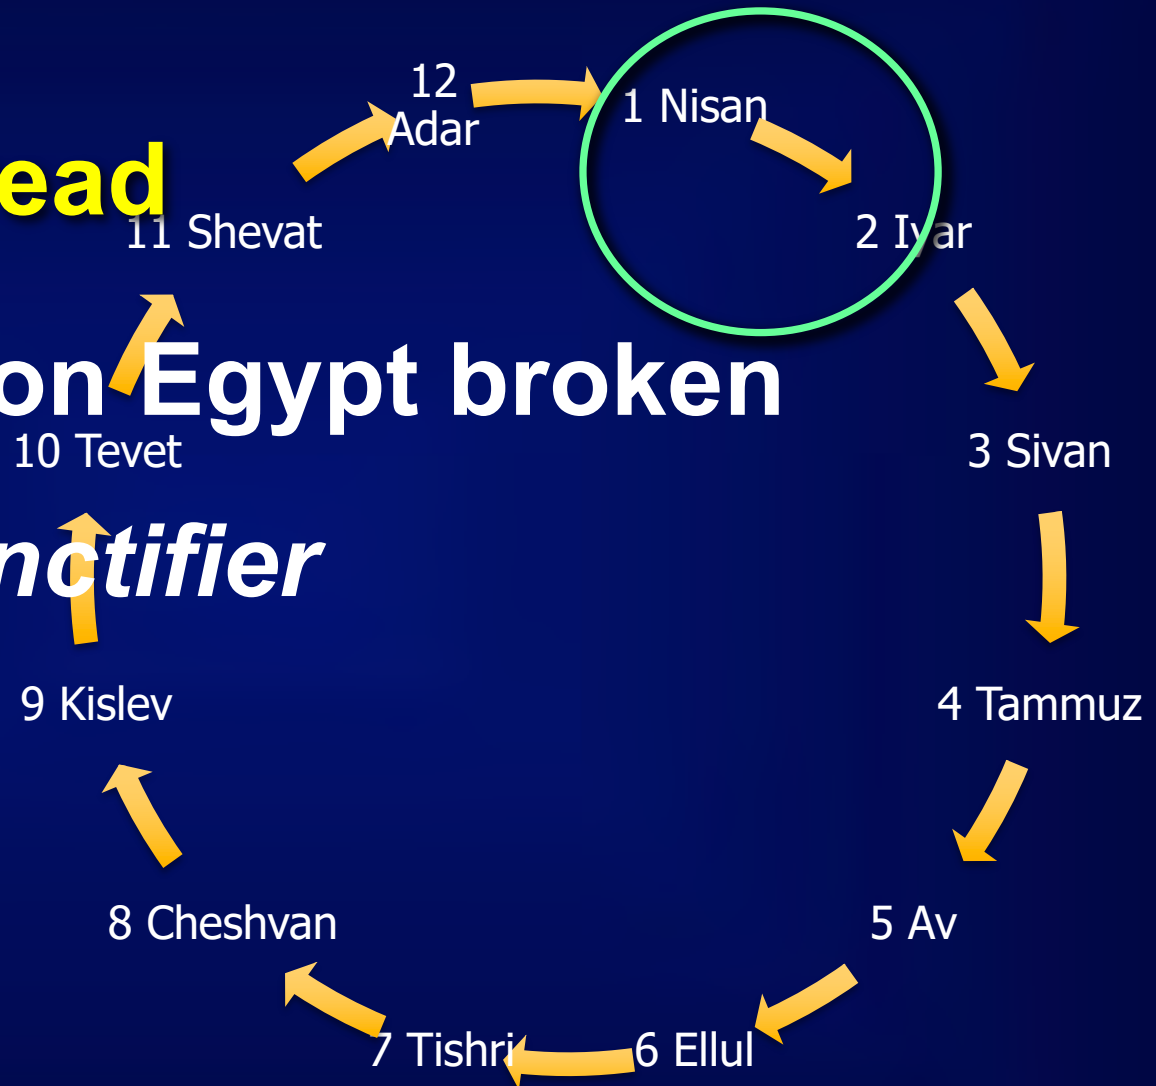 12
Adar
1 Nisan
ead
11 Shevat
2 Iyar
on Egypt broken
10 Tevet
3 Sivan
nctifier
9 Kislev
4 Tammuz
8 Cheshvan
5 Av
7 Tishri
6 Ellul